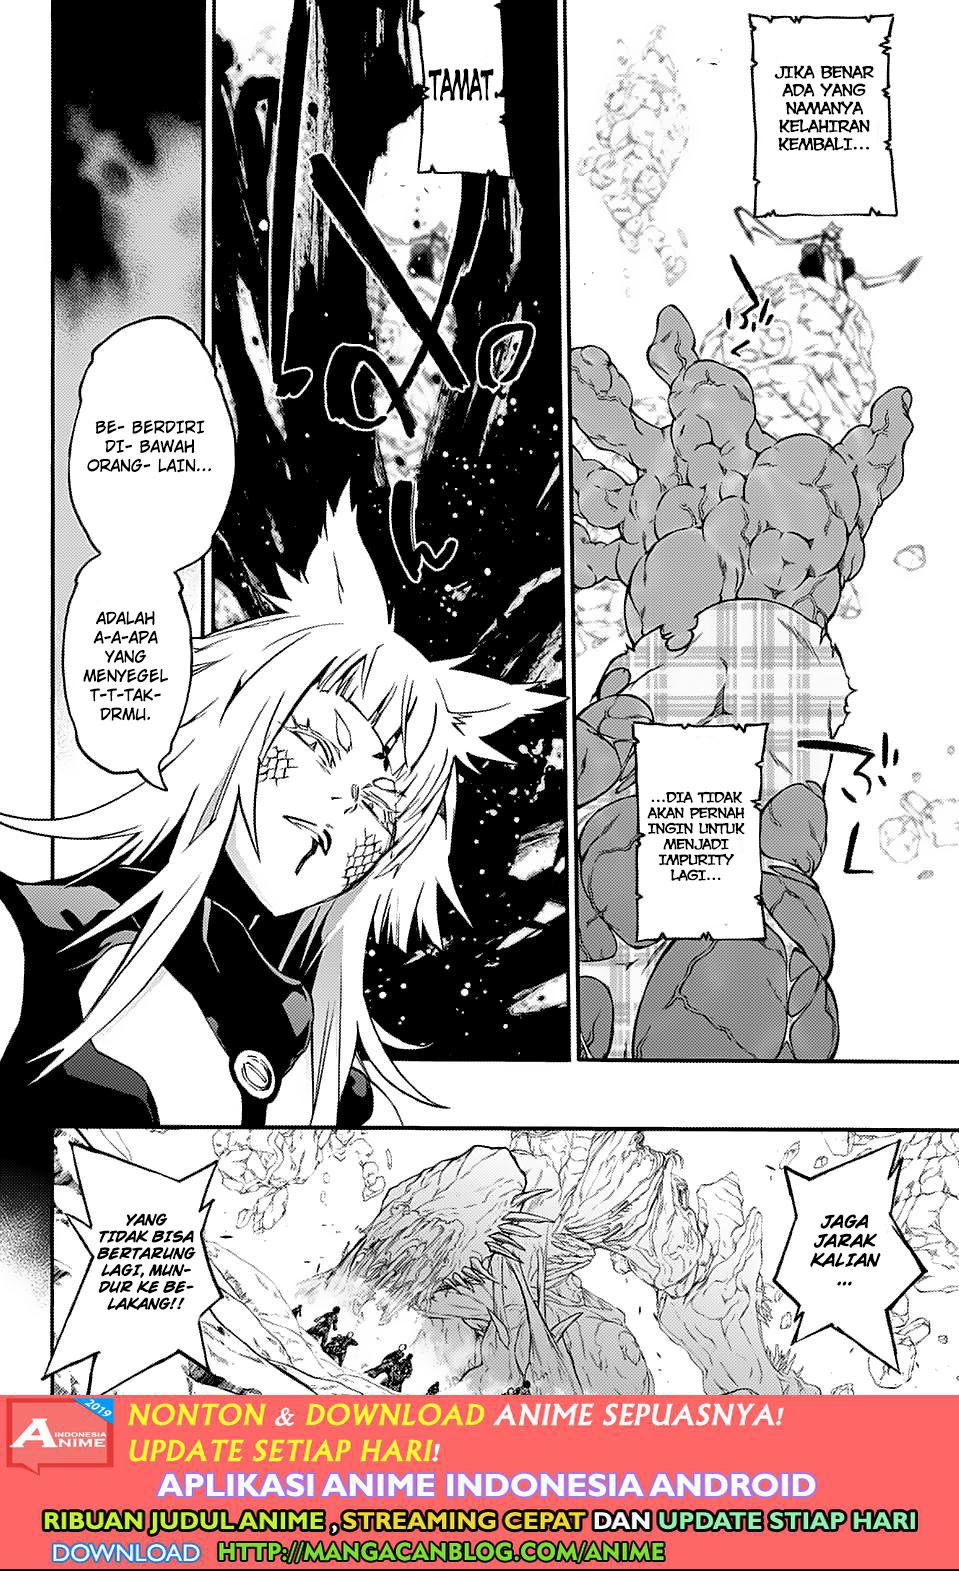 JIKA BENAR
ADA YANG
NAMANYA
KELAHIRAN
KEMBALI...
...DIA TIDAK
AKAN PERNAH
INGIN UNTUK
MENJADI
IMPURITY
LAGI...
TAMAT.
BE- BERDIRI
DI- BAWAH
ORANG- LAIN...
ADALAH
A-A-APA
YANG
MENYEGEL
T-T-TAK-
DRMU.
JAGA
JARAK
KALIAN
...
YANG
TIDAK BISA
BERTARUNG
LAGI, MUN-
DUR KE BE-
LAKANG!!
2019
A
INDONESIA
ANIME
NONTON & DOWNLOAD ANIME SEPUASNYA!
UPDATE SETIAP HARI!
APLIKASI ANIME INDONESIA ANDROID
RIBUAN JUDUL ANIME , STREAMING CEPAT DAN UPDATE STIAP HARI
DOWNLOAD HTTP://MANGACANBLOG.COM/ANIME